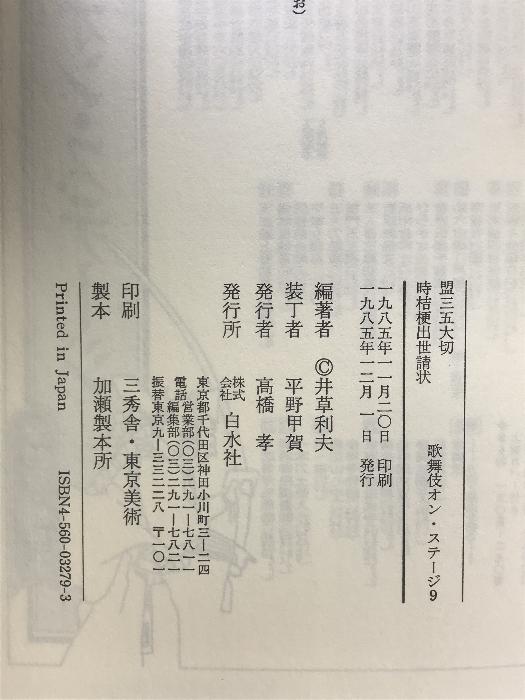 お)
盟三五大切
時桔梗出世請状
歌舞伎オン・ステージ9
一九八五年一一月二〇日 印刷
一九八五年一二月 一日 発行
編著者 ©井草利夫
装丁者 平野甲賀
発行者 高橋 孝
発行所 株式会社 白水社
東京都千代田区神田小川町三―二四
電話 営業部(〇三)二九一―七八一一
編集部(〇三)二九一―七八二一
振替東京九―三三二二八 〒一〇一
印刷 三秀舎・東京美術
製本 加瀬製本所
Printed in Japan ISBN4-560-03279-3